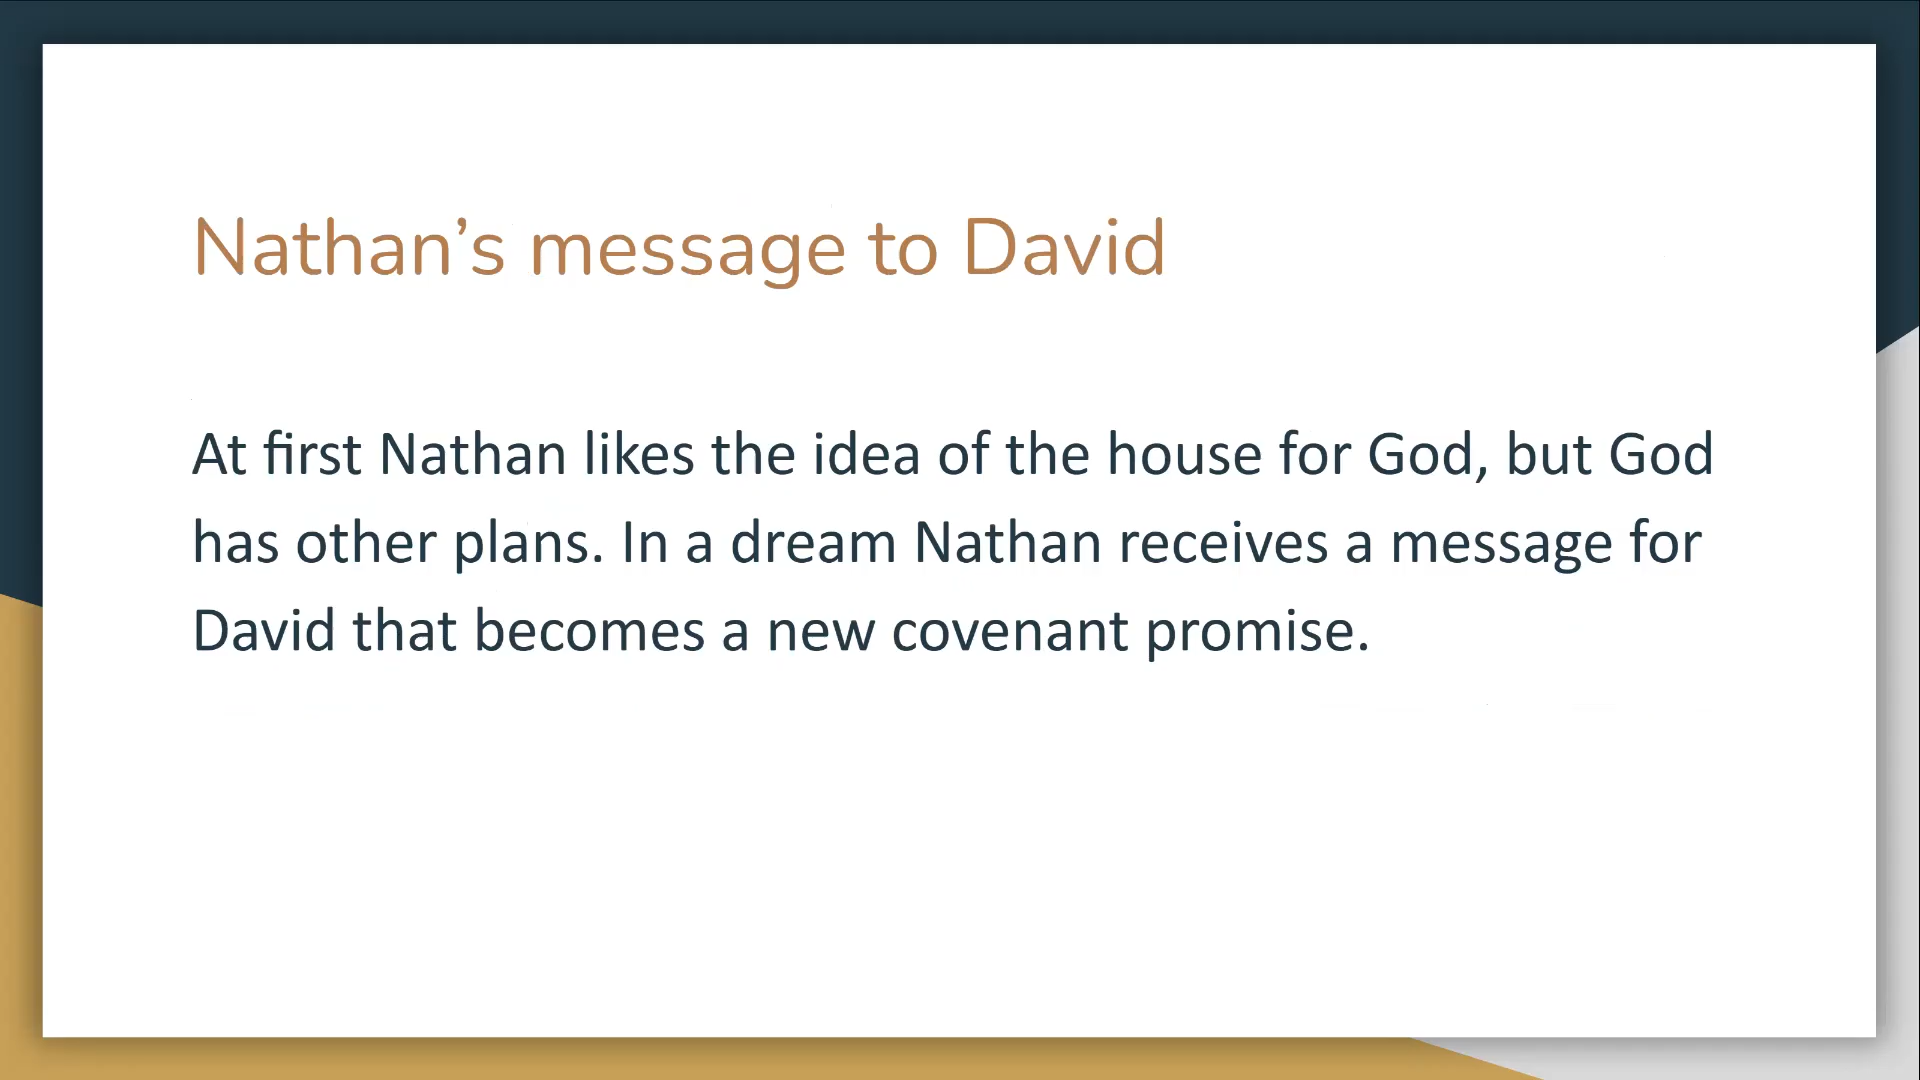 Nathan’s message to David
At first Nathan likes the idea of the house for God, but God
has other plans. In a dream Nathan receives a message for
David that becomes a new covenant promise.